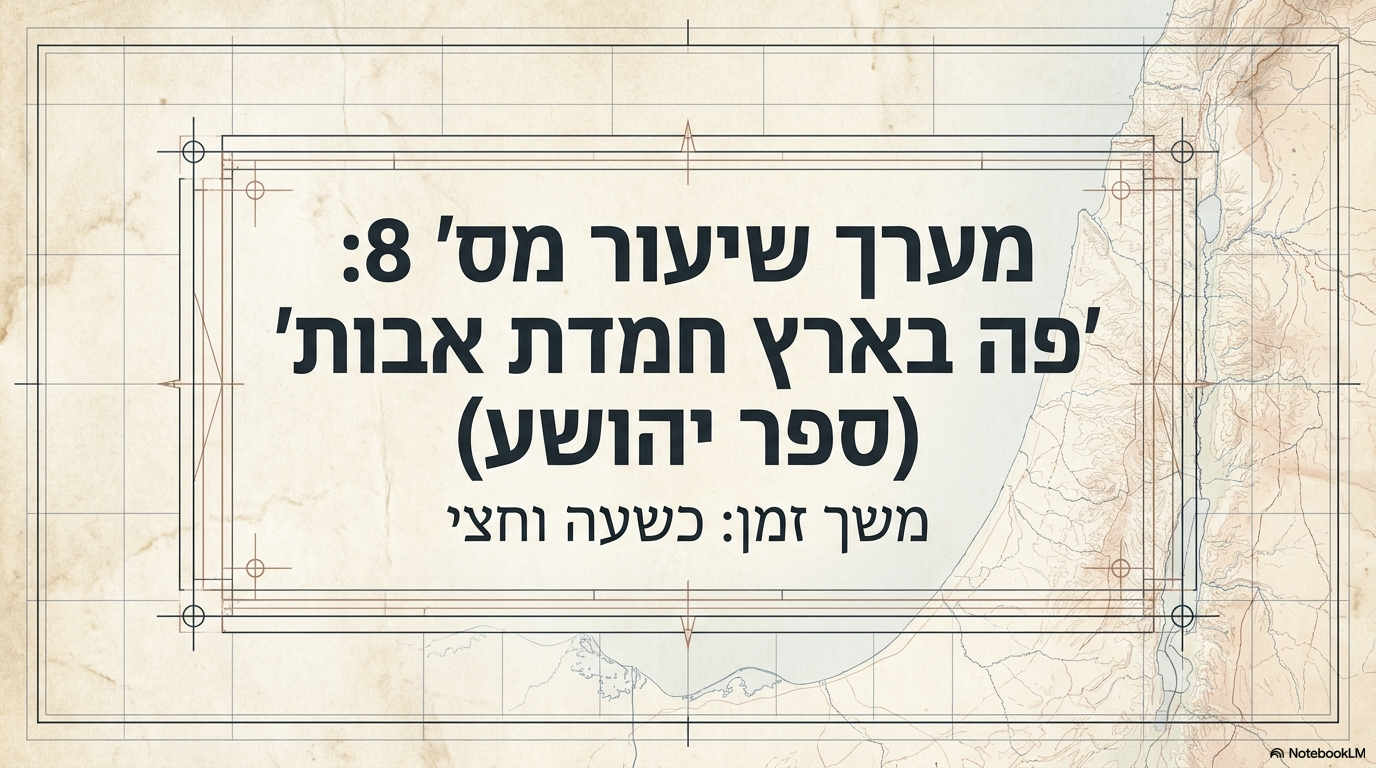 מערך שיעור מס' 8:
'פה בארץ חמדת אבות'
(ספר יהושע)
משך זמן: כשעה וחצי
NotebookLM